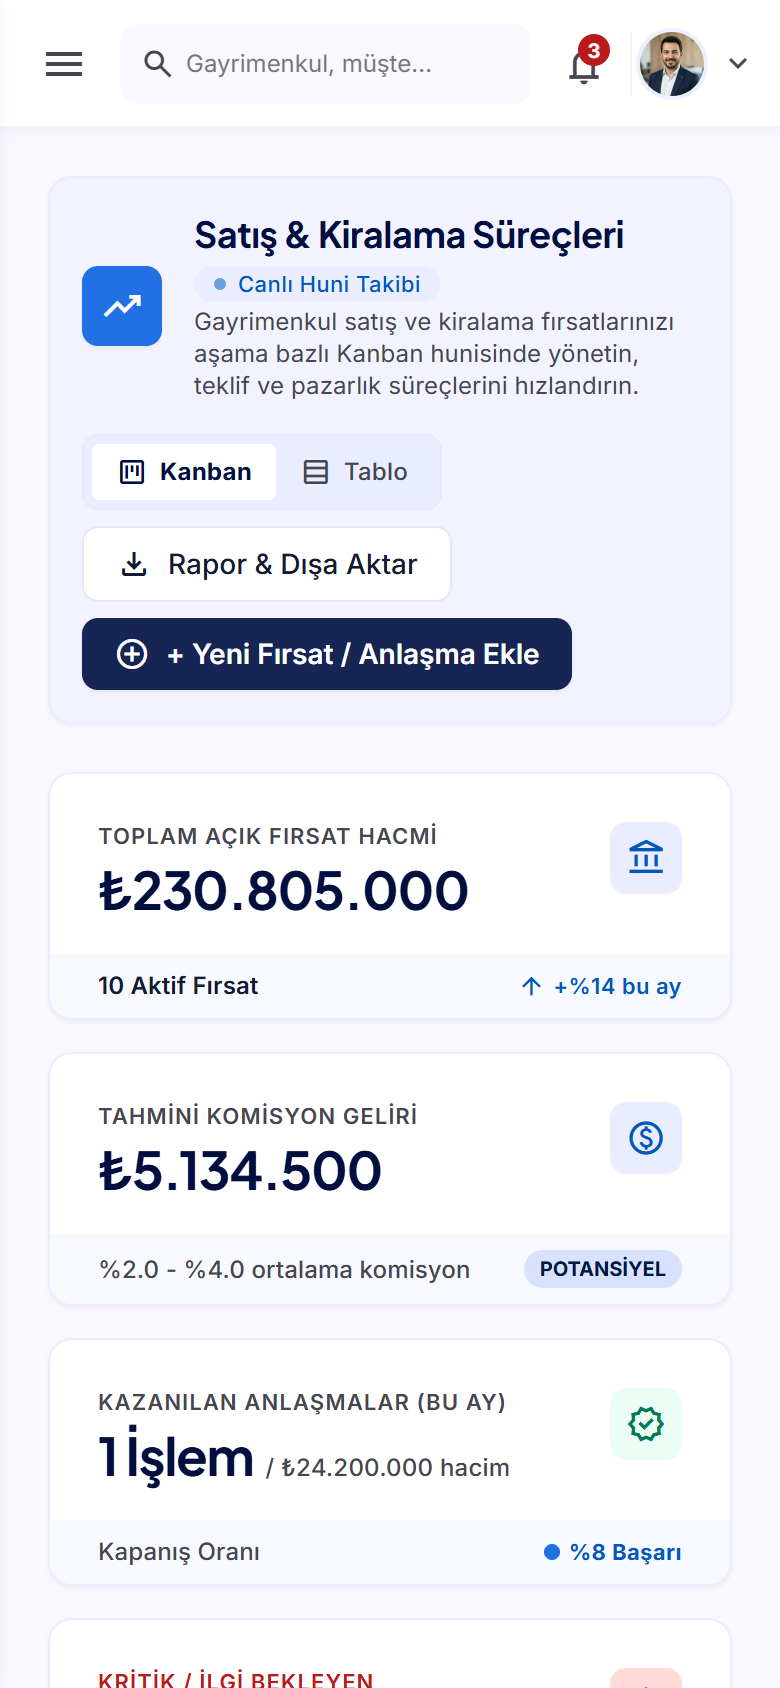 Gayrimenkul, müşte...
3
Satış & Kiralama Süreçleri
Canlı Huni Takibi
Gayrimenkul satış ve kiralama fırsatlarınızı
aşama bazlı Kanban hunisinde yönetin,
teklif ve pazarlık süreçlerini hızlandırın.
Kanban
Tablo
Rapor & Dışa Aktar
+ Yeni Fırsat / Anlaşma Ekle
TOPLAM AÇIK FIRSAT HACMİ
₺230.805.000
10 Aktif Fırsat
+%14 bu ay
TAHMİNİ KOMİSYON GELİRİ
₺5.134.500
%2.0 - %4.0 ortalama komisyon
POTANSİYEL
KAZANILAN ANLAŞMALAR (BU AY)
1 İşlem / ₺24.200.000 hacim
Kapanış Oranı
%8 Başarı
KRİTİK / İLGİ BEKLEYEN